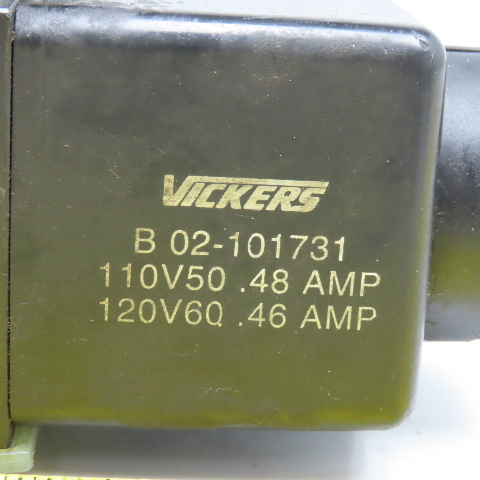 VICKERS
B 02-101731
110V50 .48 AMP
120V60 .46 AMP